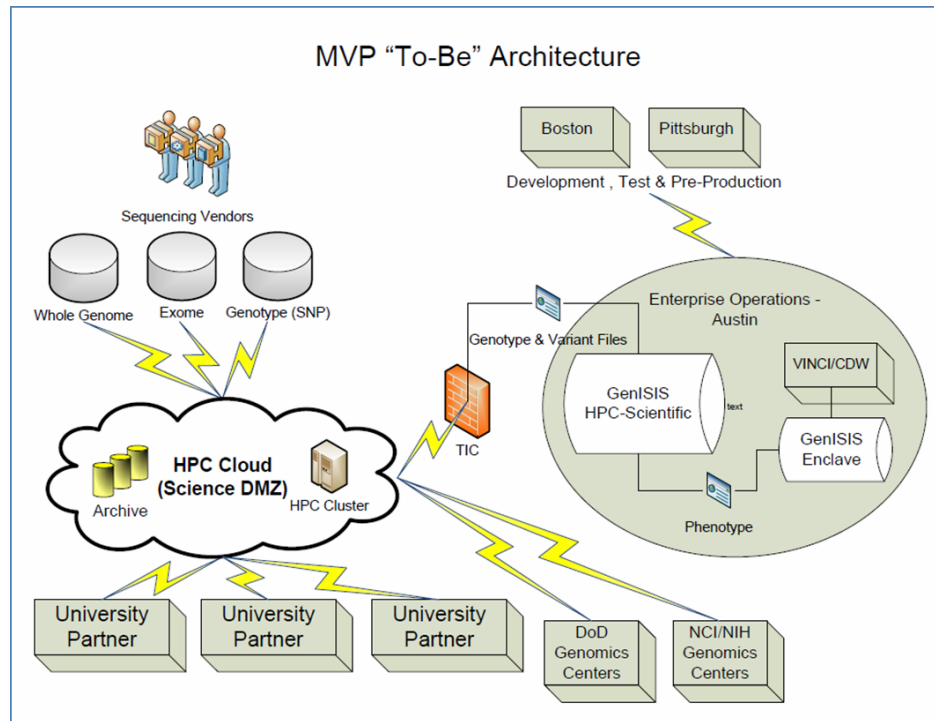 MVP “To-Be” Architecture
Boston
Pittsburgh
Development , Test & Pre-Production
Sequencing Vendors
Whole Genome
Exome
Genotype (SNP)
Enterprise Operations -
Austin
Genotype & Variant Files
VINCI/CDW
GenISIS
HPC-Scientific
text
GenISIS
Enclave
TIC
HPC Cloud
(Science DMZ)
Archive
HPC Cluster
Phenotype
University
Partner
University
Partner
University
Partner
DoD
Genomics
Centers
NCI/NIH
Genomics
Centers